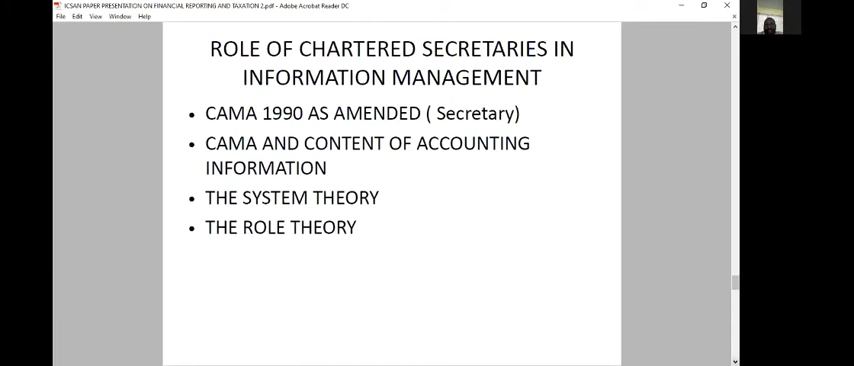 ICSAN PAPER PRESENTATION ON FINANCIAL REPORTING AND TAXATION 2.pdf - Adobe Acrobat Reader DC
File Edit View Window Help
ROLE OF CHARTERED SECRETARIES IN
INFORMATION MANAGEMENT
• CAMA 1990 AS AMENDED ( Secretary)
• CAMA AND CONTENT OF ACCOUNTING
INFORMATION
• THE SYSTEM THEORY
• THE ROLE THEORY